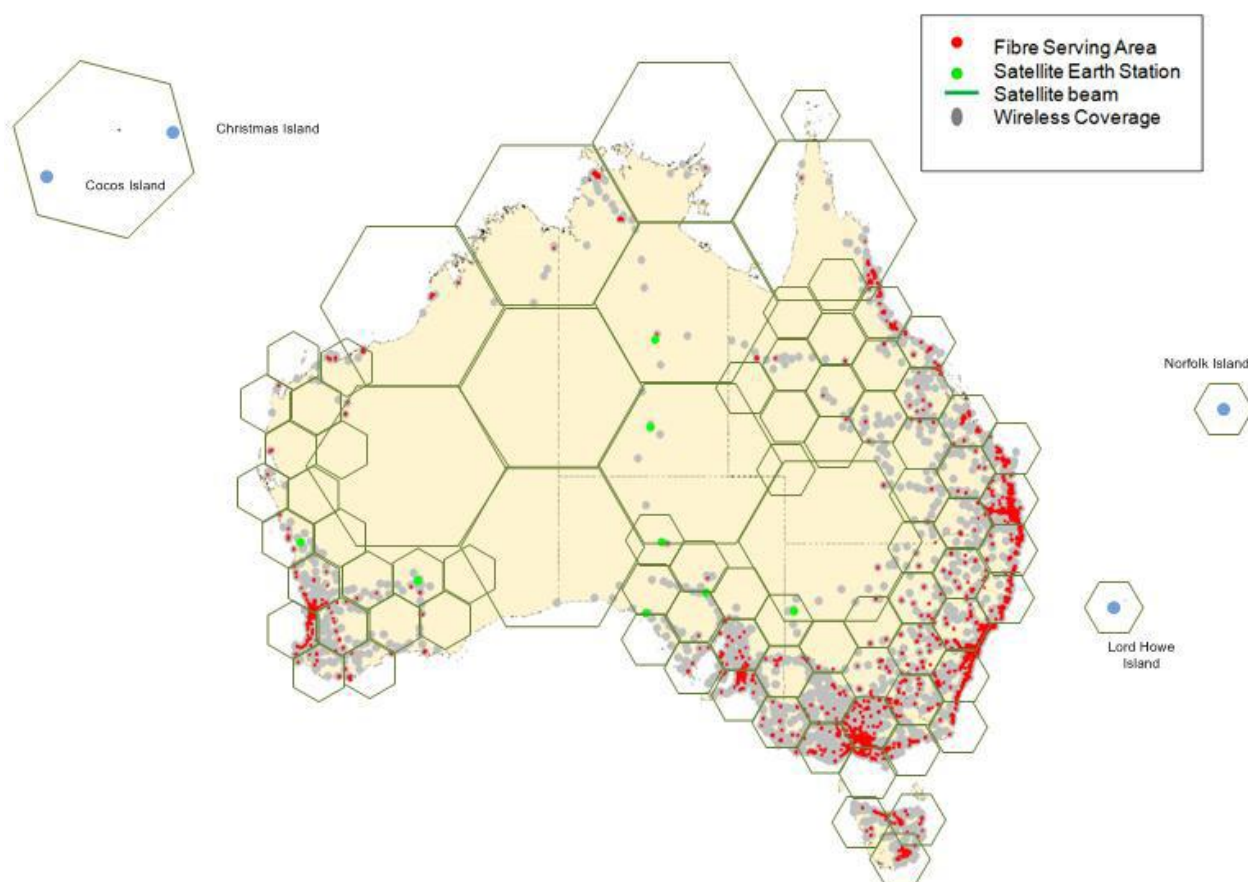 Fibre Serving Area
Satellite Earth Station
Satellite beam
Wireless Coverage
Christmas Island
Cocos Island
Norfolk Island
Lord Howe
Island